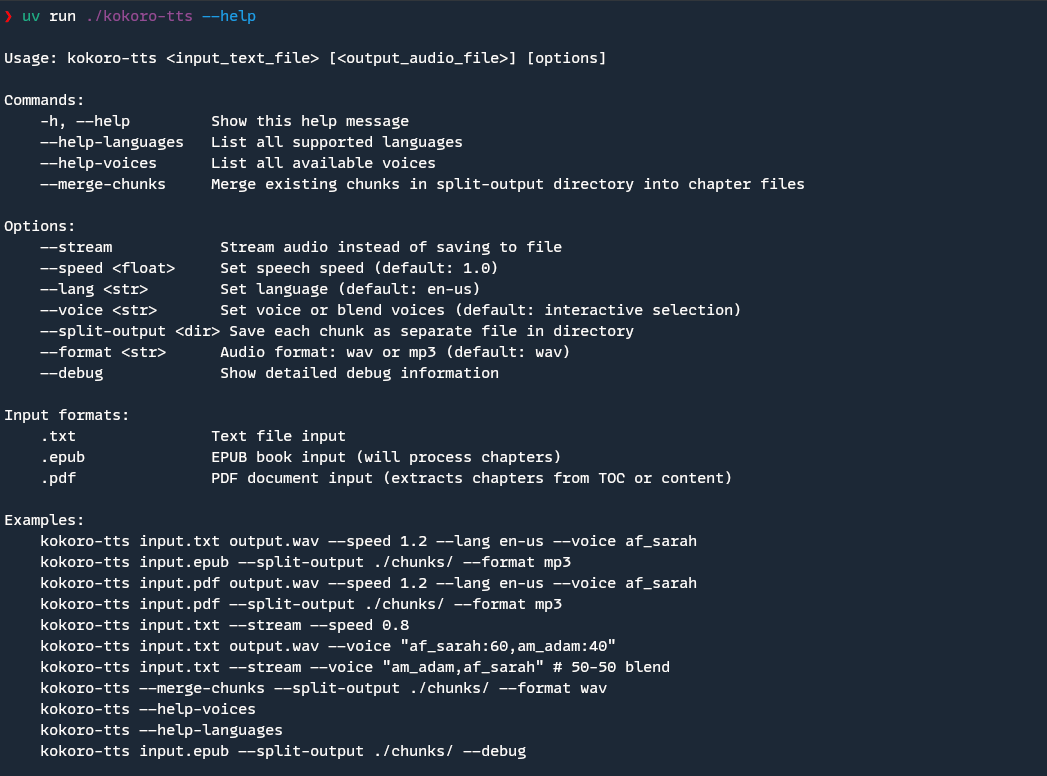 ❯ uv run ./kokoro-tts --help

Usage: kokoro-tts <input_text_file> [<output_audio_file>] [options]

Commands:
    -h, --help         Show this help message
    --help-languages   List all supported languages
    --help-voices      List all available voices
    --merge-chunks     Merge existing chunks in split-output directory into chapter files

Options:
    --stream            Stream audio instead of saving to file
    --speed <float>     Set speech speed (default: 1.0)
    --lang <str>        Set language (default: en-us)
    --voice <str>       Set voice or blend voices (default: interactive selection)
    --split-output <dir> Save each chunk as separate file in directory
    --format <str>      Audio format: wav or mp3 (default: wav)
    --debug             Show detailed debug information

Input formats:
    .txt               Text file input
    .epub              EPUB book input (will process chapters)
    .pdf               PDF document input (extracts chapters from TOC or content)

Examples:
    kokoro-tts input.txt output.wav --speed 1.2 --lang en-us --voice af_sarah
    kokoro-tts input.epub --split-output ./chunks/ --format mp3
    kokoro-tts input.pdf output.wav --speed 1.2 --lang en-us --voice af_sarah
    kokoro-tts input.pdf --split-output ./chunks/ --format mp3
    kokoro-tts input.txt --stream --speed 0.8
    kokoro-tts input.txt output.wav --voice "af_sarah:60,am_adam:40"
    kokoro-tts input.txt --stream --voice "am_adam,af_sarah" # 50-50 blend
    kokoro-tts --merge-chunks --split-output ./chunks/ --format wav
    kokoro-tts --help-voices
    kokoro-tts --help-languages
    kokoro-tts input.epub --split-output ./chunks/ --debug